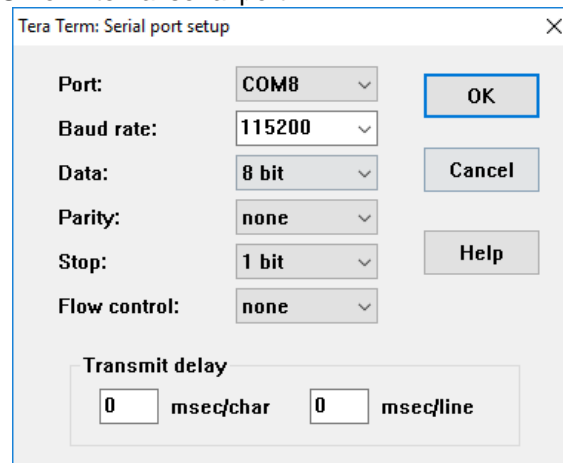 Tera Term: Serial port setup
Port: COM8
OK
Baud rate: 115200
Data: 8 bit
Cancel
Parity: none
Stop: 1 bit
Help
Flow control: none
Transmit delay
0 msec/char 0 msec/line